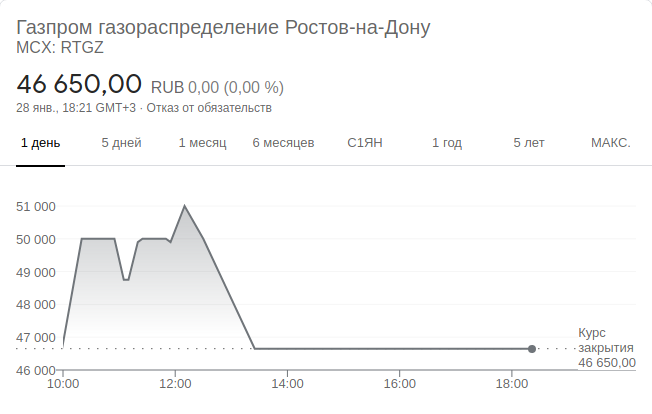 Газпром газораспределение Ростов-на-Дону
MCX: RTGZ
46 650,00 RUB 0,00 (0,00 %)
28 янв., 18:21 GMT+3 · Отказ от обязательств
1 день 5 дней 1 месяц 6 месяцев С1ЯН 1 год 5 лет МАКС.
51 000
50 000
49 000
48 000
47 000
46 000
Курс
закрытия
46 650,00
10:00 12:00 14:00 16:00 18:00